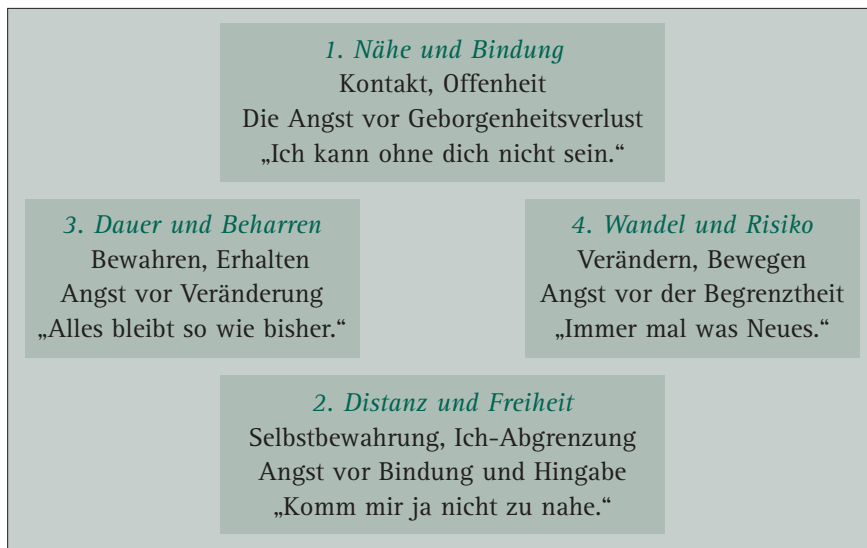 1. Nähe und Bindung
Kontakt, Offenheit
Die Angst vor Geborgenheitsverlust
„Ich kann ohne dich nicht sein.“
3. Dauer und Beharren
Bewahren, Erhalten
Angst vor Veränderung
„Alles bleibt so wie bisher.“
4. Wandel und Risiko
Verändern, Bewegen
Angst vor der Begrenztheit
„Immer mal was Neues.“
2. Distanz und Freiheit
Selbstbewahrung, Ich-Abgrenzung
Angst vor Bindung und Hingabe
„Komm mir ja nicht zu nahe.“